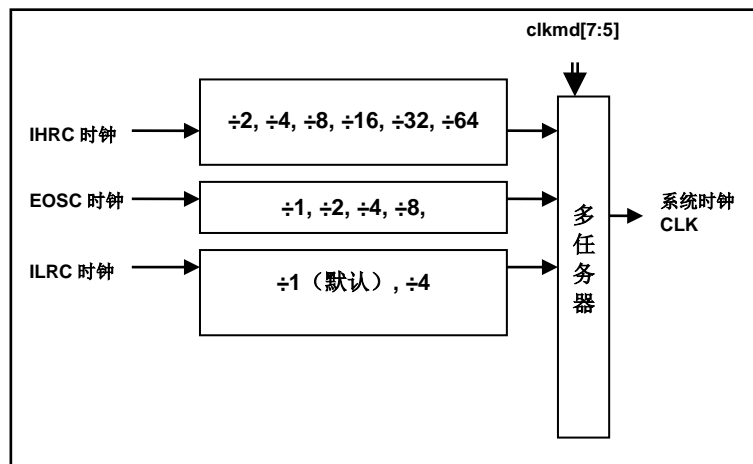 clkmd[7:5]
IHRC 时钟
÷2, ÷4, ÷8, ÷16, ÷32, ÷64
EOSC 时钟
÷1, ÷2, ÷4, ÷8,
ILRC 时钟
÷1（默认）, ÷4
多任务器
系统时钟
CLK